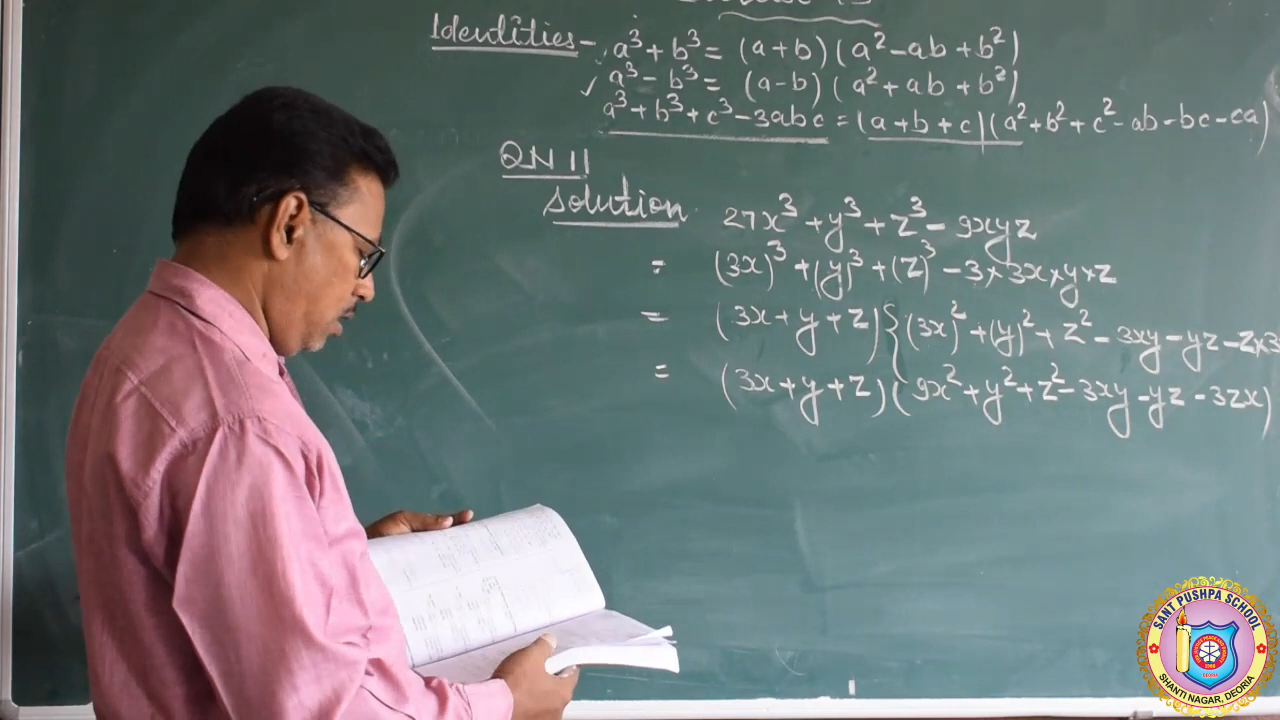 Identities - a³ + b³ = (a+b)(a² - ab + b²)
✓ a³ - b³ = (a-b)(a² + ab + b²)
a³ + b³ + c³ - 3abc = (a+b+c)(a² + b² + c² - ab - bc - ca)
QN 11
Solution 27x³ + y³ + z³ - 9xyz
= (3x)³ + (y)³ + (z)³ - 3×3x×y×z
= (3x+y+z){(3x)² + (y)² + z² - 3xy - yz - z×3
= (3x+y+z)(9x² + y² + z² - 3xy - yz - 3zx)
SANT PUSHPA SCHOOL
SHANTI NAGAR, DEORIA